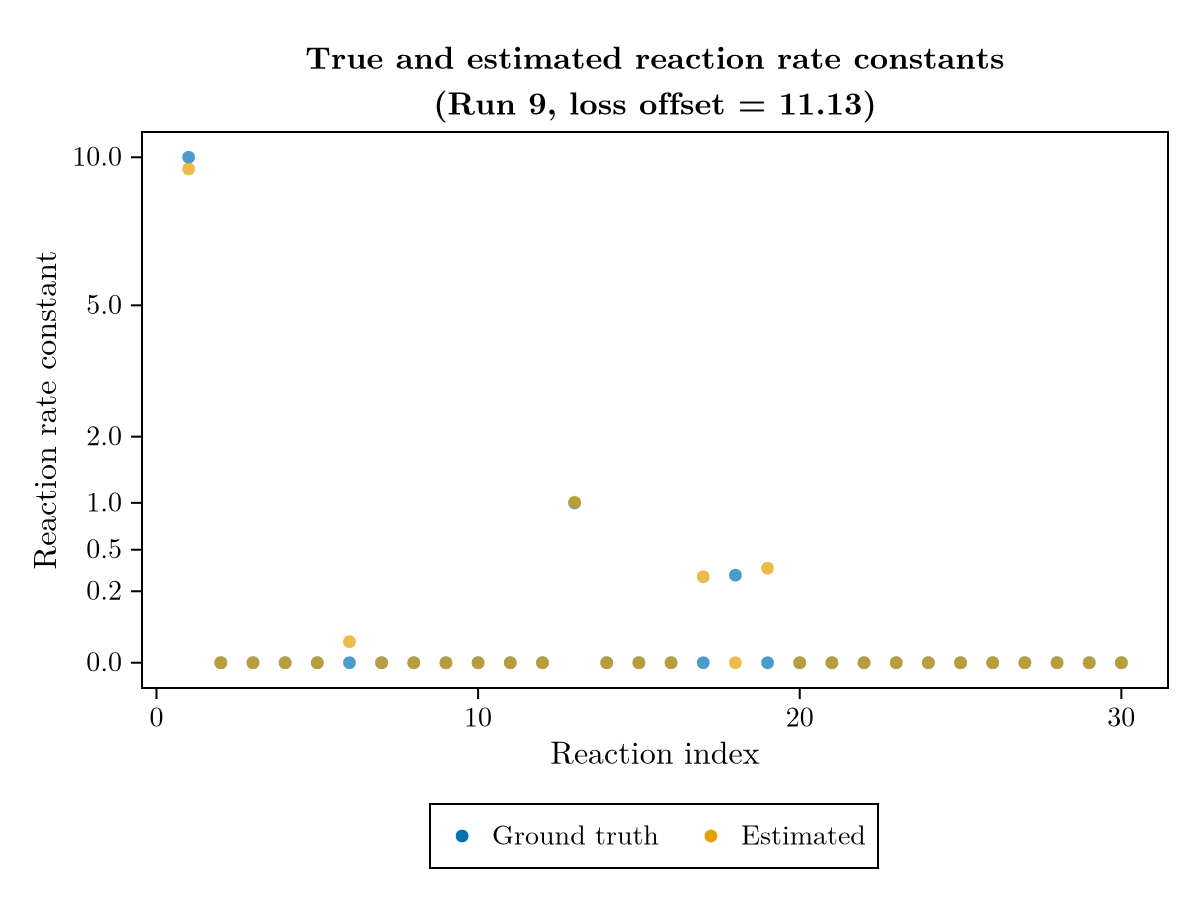 True and estimated reaction rate constants
(Run 9, loss offset = 11.13)
Reaction rate constant
10.0
5.0
2.0
1.0
0.5
0.2
0.0
0 10 20 30
Reaction index
Ground truth Estimated